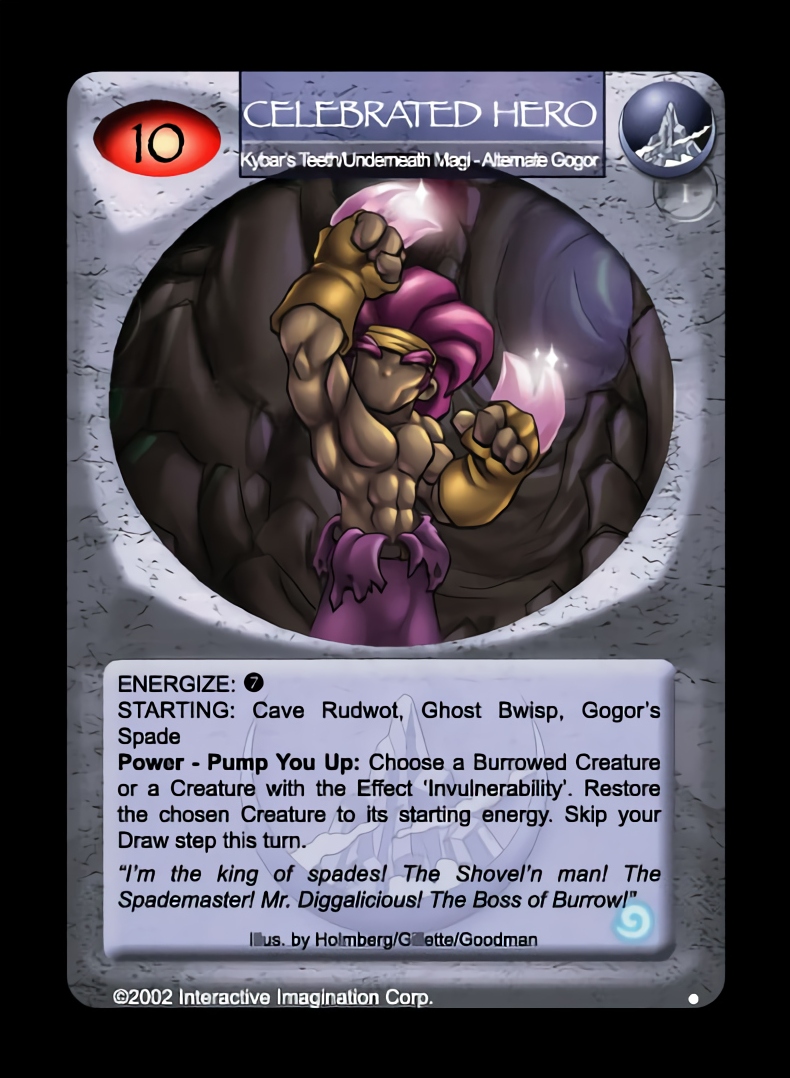 CELEBRATED HERO
10
Kybar's Teeth/Underneath Magi - Alternate Gogor
1
ENERGIZE: 7
STARTING: Cave Rudwot, Ghost Bwisp, Gogor's
Spade
Power - Pump You Up: Choose a Burrowed Creature
or a Creature with the Effect ‘Invulnerability’. Restore
the chosen Creature to its starting energy. Skip your
Draw step this turn.
“I'm the king of spades! The Shovel'n man! The
Spademaster! Mr. Diggalicious! The Boss of Burrow!”
Illus. by Holmberg/Gillette/Goodman
©2002 Interactive Imagination Corp.